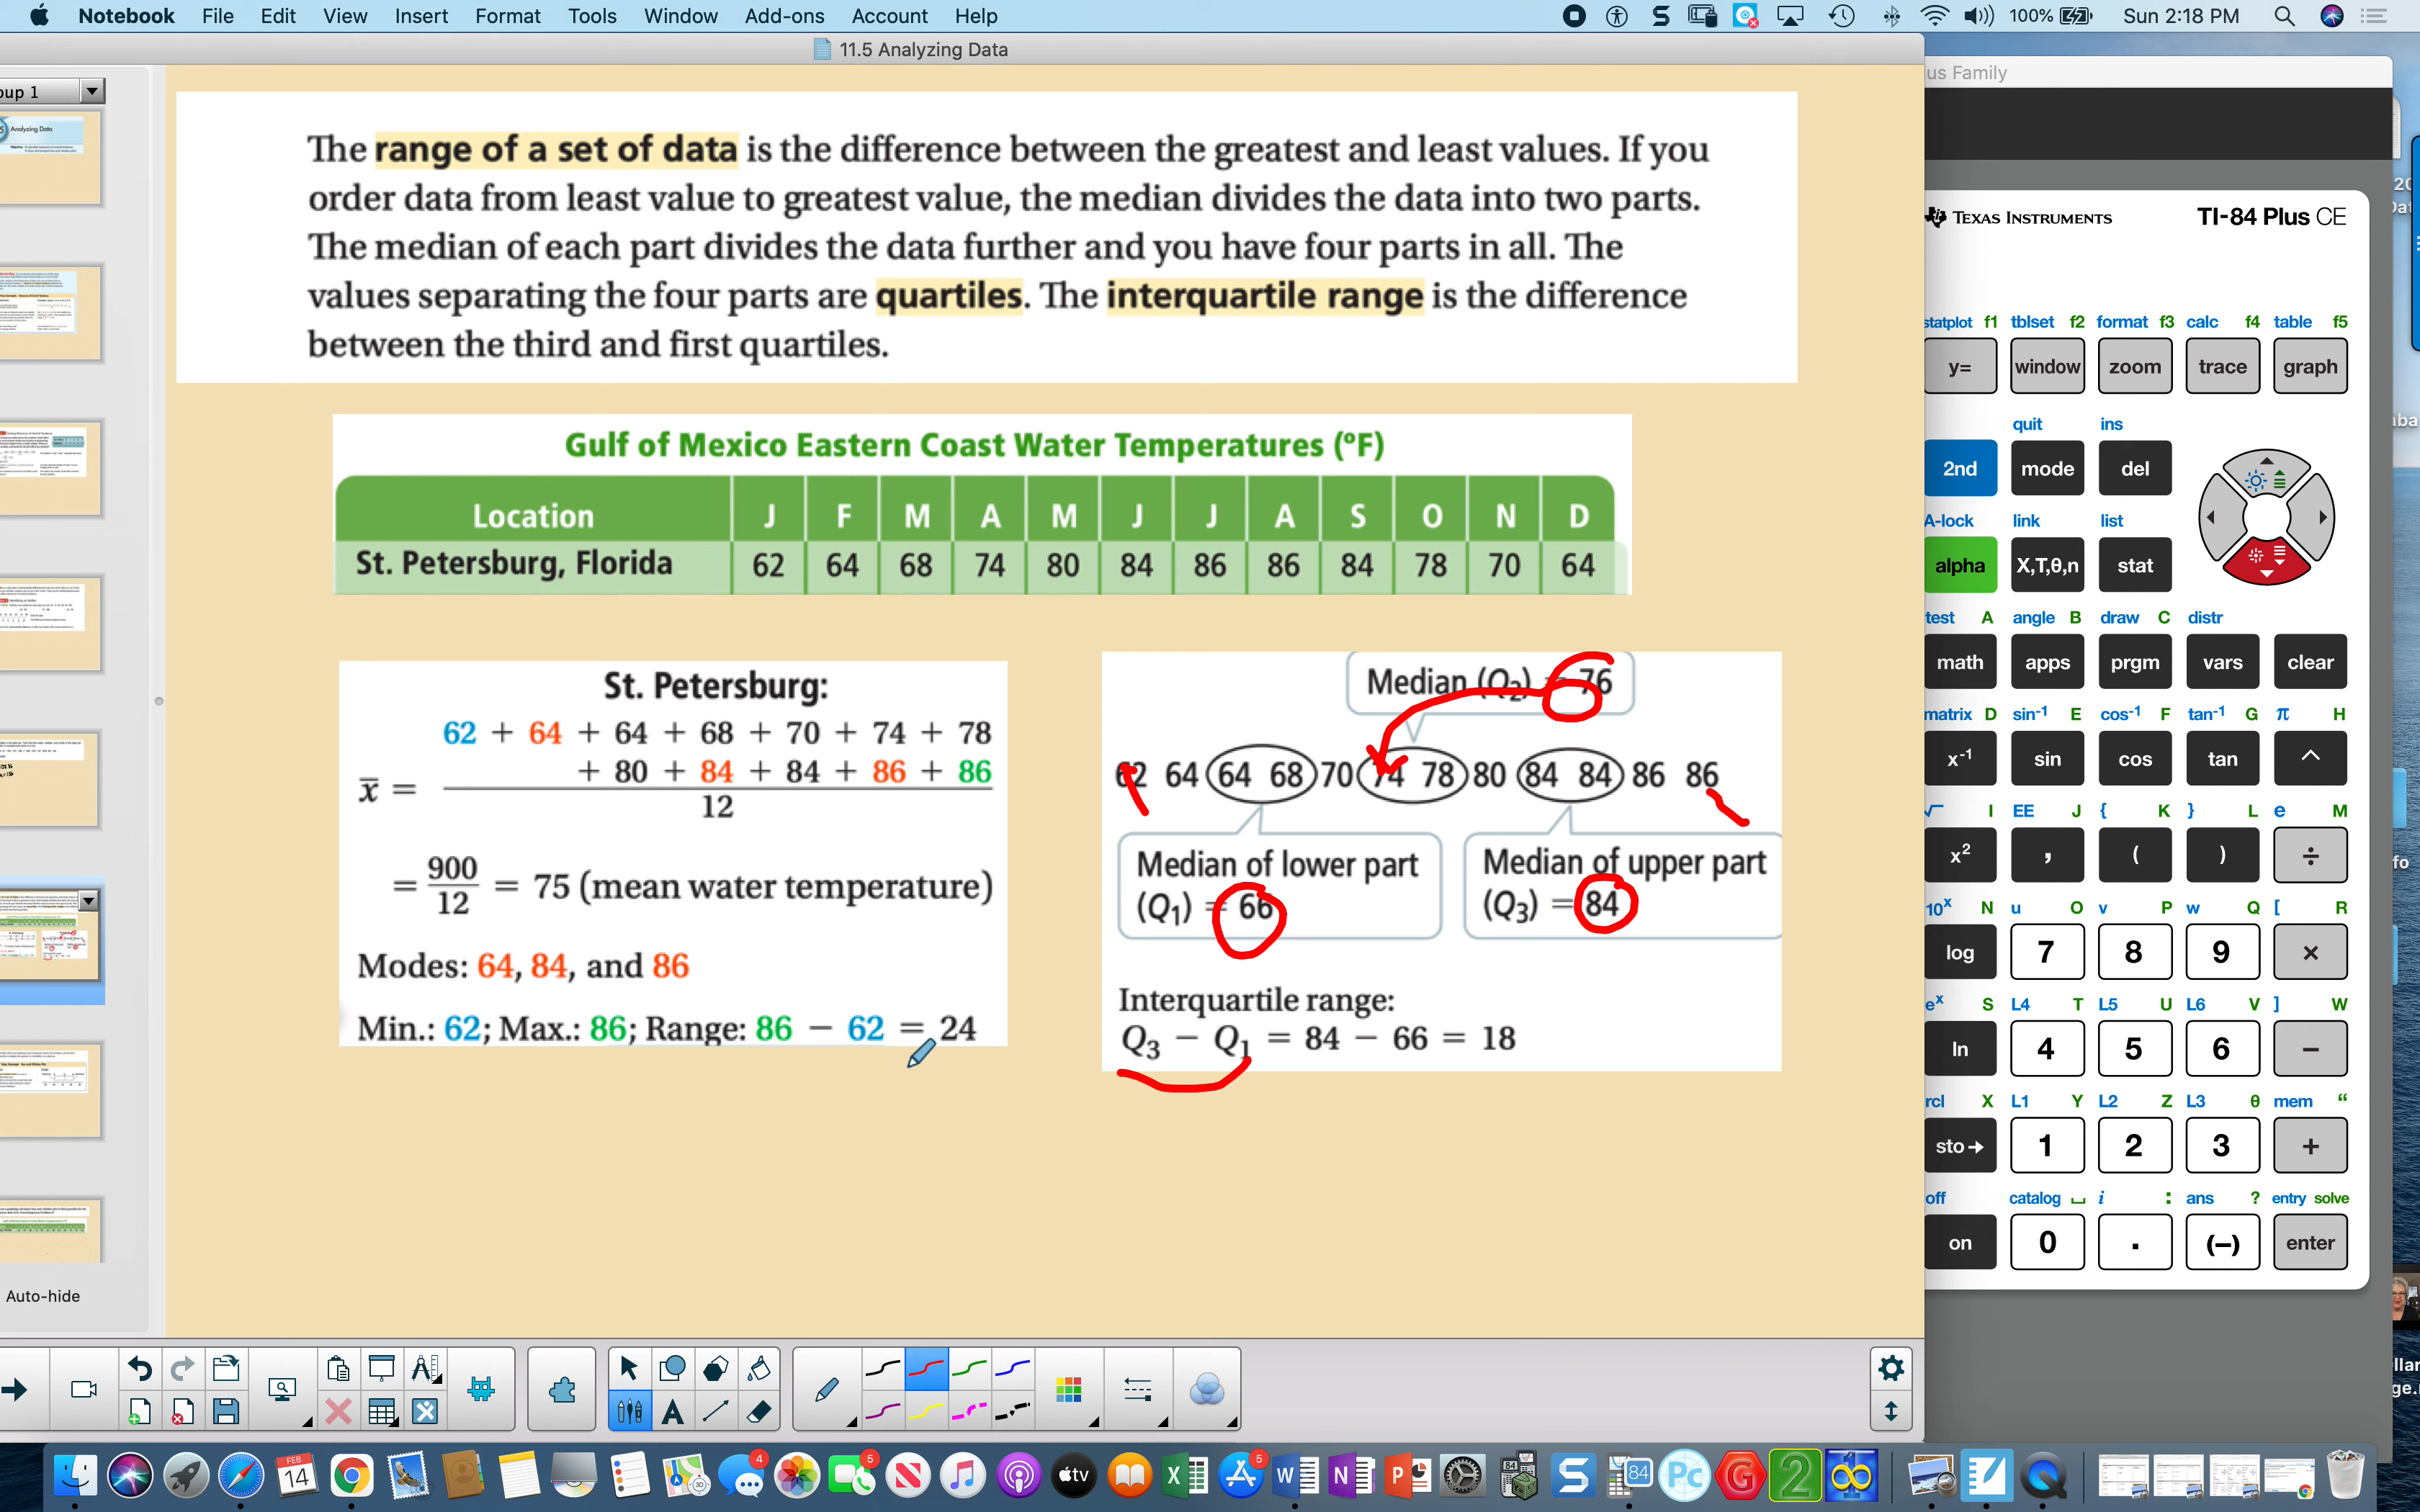 Notebook File Edit View Insert Format Tools Window Add-ons Account Help 100% Sun 2:18 PM
11.5 Analyzing Data
us Family
oup 1
Analyzing Data
The range of a set of data is the difference between the greatest and least values. If you
order data from least value to greatest value, the median divides the data into two parts.
The median of each part divides the data further and you have four parts in all. The
values separating the four parts are quartiles. The interquartile range is the difference
between the third and first quartiles.
Gulf of Mexico Eastern Coast Water Temperatures (°F)
Location J F M A M J J A S O N D
St. Petersburg, Florida 62 64 68 74 80 84 86 86 84 78 70 64
St. Petersburg:
62 + 64 + 64 + 68 + 70 + 74 + 78
+ 80 + 84 + 84 + 86 + 86
x̅ =
12
= 900/12 = 75 (mean water temperature)
Modes: 64, 84, and 86
Min.: 62; Max.: 86; Range: 86 − 62 = 24
Median (Q₂) = 76
62 64 64 68 70 74 78 80 84 84 86 86
Median of lower part
(Q₁) = 66
Median of upper part
(Q₃) = 84
Interquartile range:
Q₃ − Q₁ = 84 − 66 = 18
Auto-hide
TEXAS INSTRUMENTS TI-84 Plus CE
statplot f1 tblset f2 format f3 calc f4 table f5
y= window zoom trace graph
quit ins
2nd mode del
A-lock link list
alpha X,T,θ,n stat
test A angle B draw C distr
math apps prgm vars clear
matrix D sin⁻¹ E cos⁻¹ F tan⁻¹ G π H
x⁻¹ sin cos tan ^
√ I EE J { K } L e M
x² , ( ) ÷
10ˣ N u O v P w Q [ R
log 7 8 9 ×
eˣ S L4 T L5 U L6 V ] W
ln 4 5 6 −
rcl X L1 Y L2 Z L3 θ mem “
sto→ 1 2 3 +
off catalog ⎵ i : ans ? entry solve
on 0 . (−) enter
FEB
14
4
5
tv
5
84
84